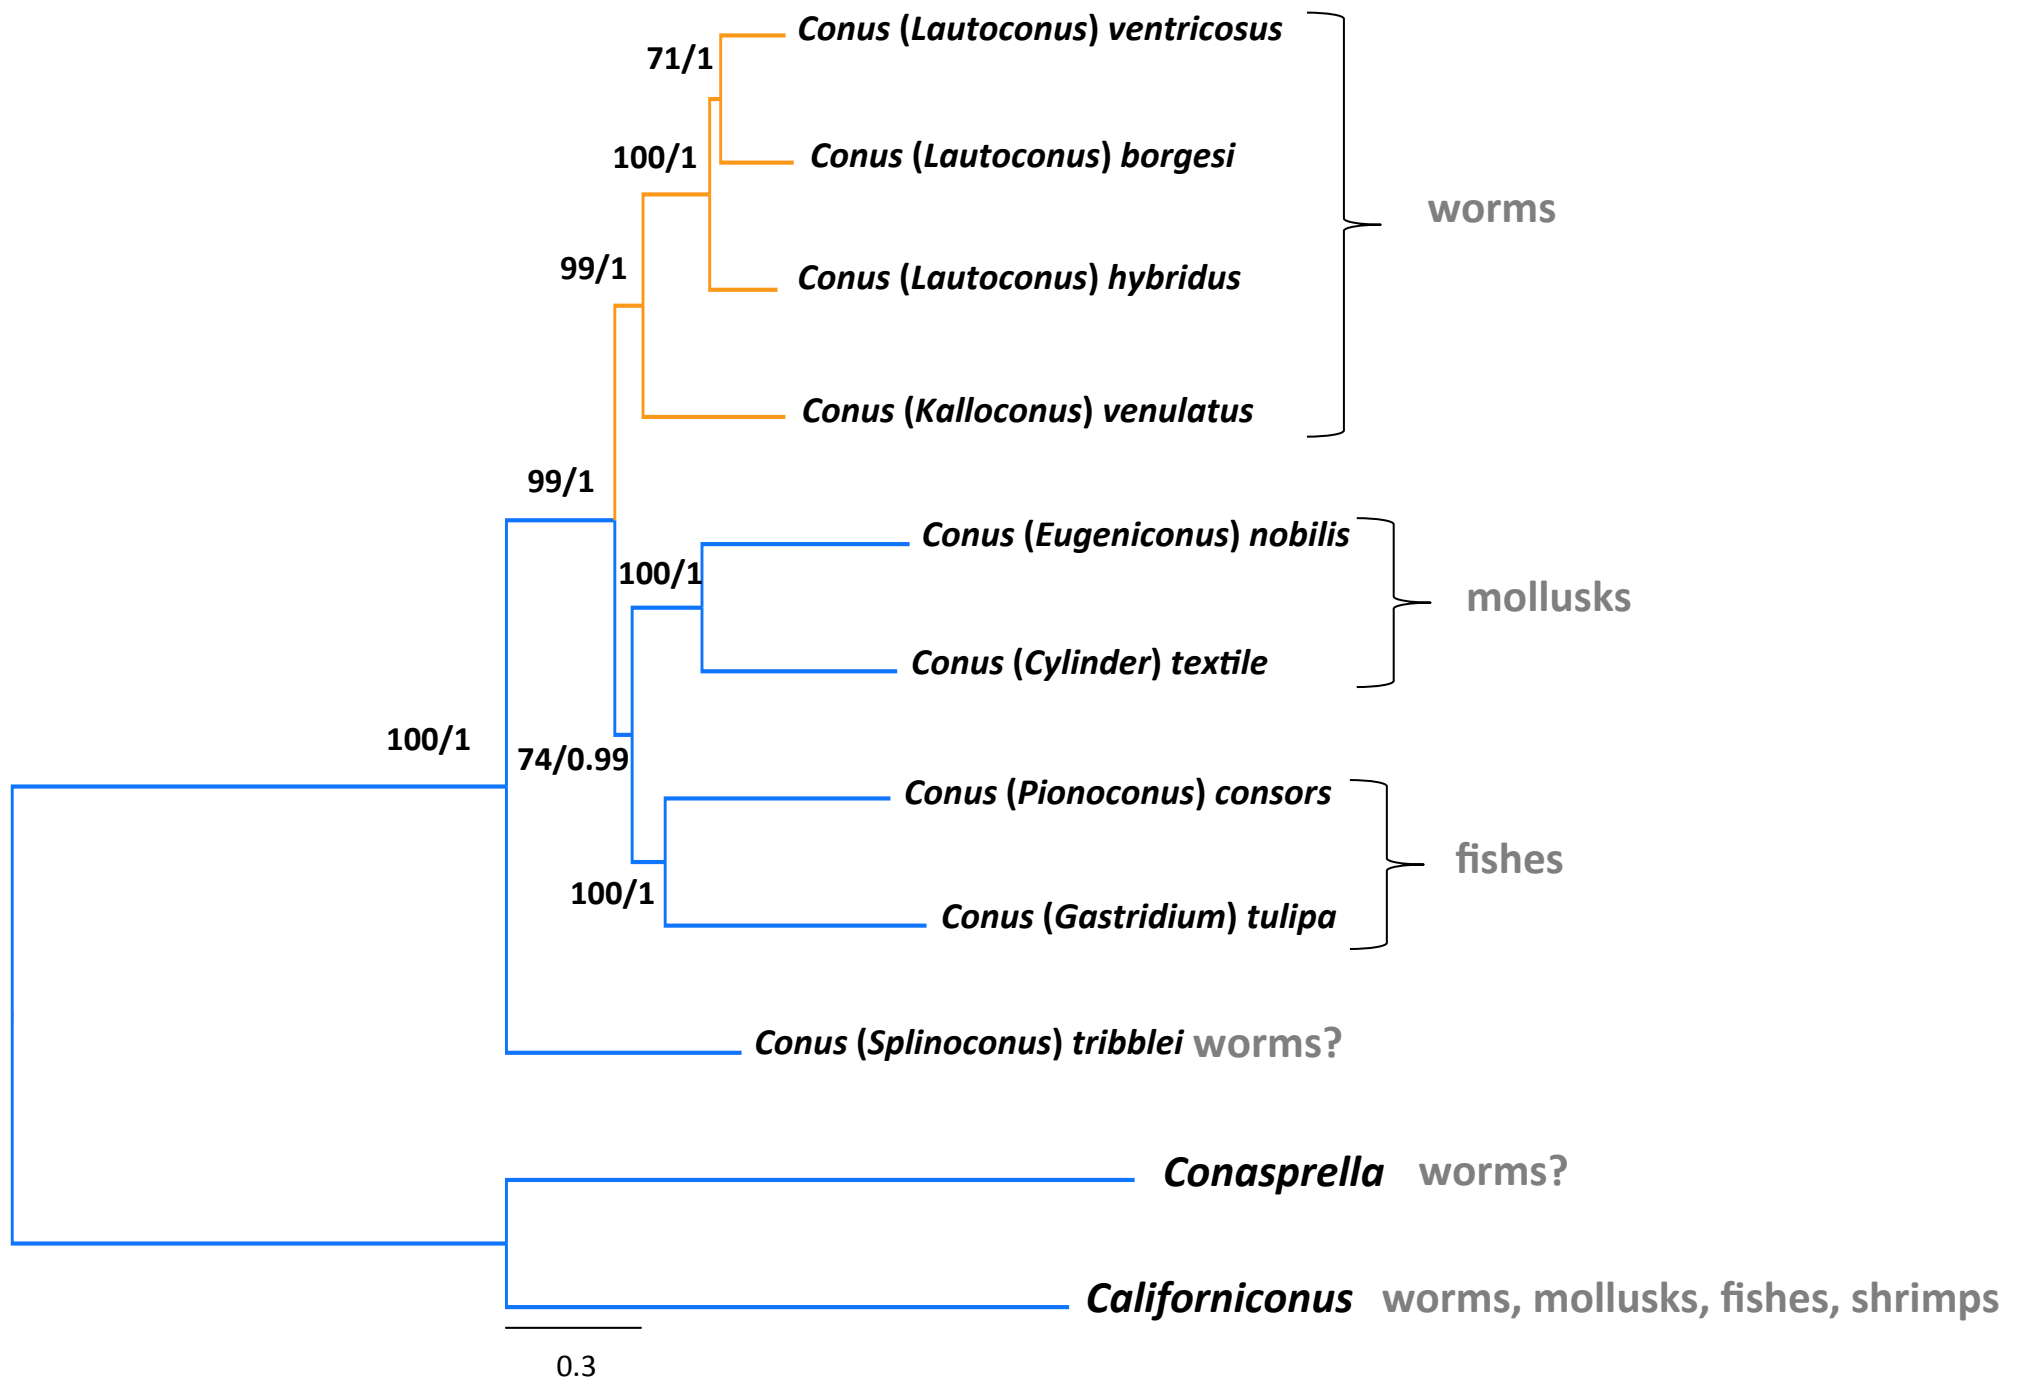 Conus (Lautoconus) ventricosus
71/1
100/1
Conus (Lautoconus) borgesi
worms
99/1
Conus (Lautoconus) hybridus
Conus (Kalloconus) venulatus
99/1
Conus (Eugeniconus) nobilis
100/1
mollusks
Conus (Cylinder) textile
100/1
74/0.99
Conus (Pionoconus) consors
fishes
100/1
Conus (Gastridium) tulipa
Conus (Splinoconus) tribblei worms?
Conasprella worms?
Californiconus worms, mollusks, fishes, shrimps
0.3